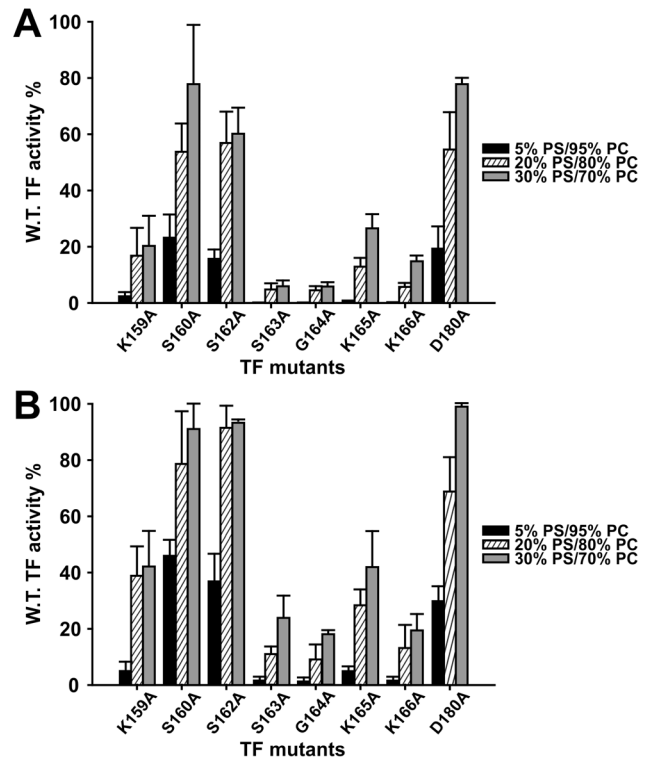 A
W.T. TF activity %
100
80
60
40
20
0
5% PS/95% PC
20% PS/80% PC
30% PS/70% PC
K159A
S160A
S162A
S163A
G164A
K165A
K166A
D180A
TF mutants
B
W.T. TF activity %
100
80
60
40
20
0
5% PS/95% PC
20% PS/80% PC
30% PS/70% PC
K159A
S160A
S162A
S163A
G164A
K165A
K166A
D180A
TF mutants